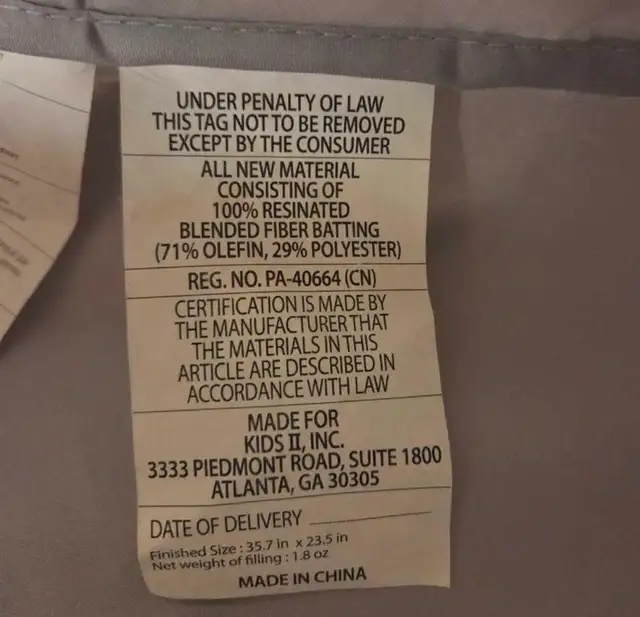 UNDER PENALTY OF LAW
THIS TAG NOT TO BE REMOVED
EXCEPT BY THE CONSUMER
ALL NEW MATERIAL
CONSISTING OF
100% RESINATED
BLENDED FIBER BATTING
(71% OLEFIN, 29% POLYESTER)
REG. NO. PA-40664 (CN)
CERTIFICATION IS MADE BY
THE MANUFACTURER THAT
THE MATERIALS IN THIS
ARTICLE ARE DESCRIBED IN
ACCORDANCE WITH LAW
MADE FOR
KIDS II, INC.
3333 PIEDMONT ROAD, SUITE 1800
ATLANTA, GA 30305
DATE OF DELIVERY
Finished Size : 35.7 in x 23.5 in
Net weight of filling : 1.8 oz
MADE IN CHINA